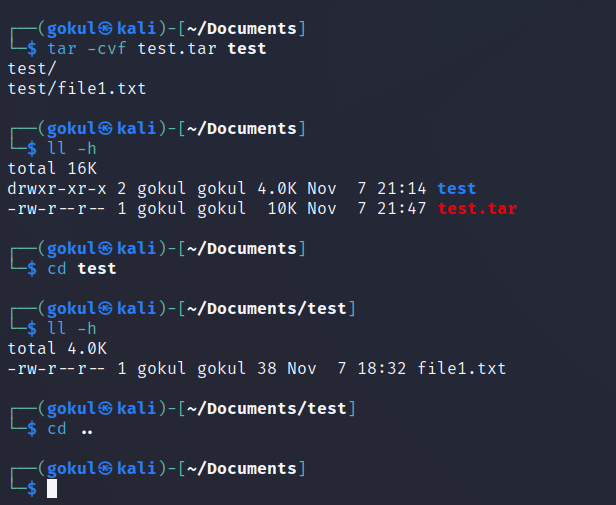 ┌──(gokul㉿kali)-[~/Documents]
└─$ tar -cvf test.tar test
test/
test/file1.txt
┌──(gokul㉿kali)-[~/Documents]
└─$ ll -h
total 16K
drwxr-xr-x 2 gokul gokul 4.0K Nov  7 21:14 test
-rw-r--r-- 1 gokul gokul  10K Nov  7 21:47 test.tar
┌──(gokul㉿kali)-[~/Documents]
└─$ cd test
┌──(gokul㉿kali)-[~/Documents/test]
└─$ ll -h
total 4.0K
-rw-r--r-- 1 gokul gokul 38 Nov  7 18:32 file1.txt
┌──(gokul㉿kali)-[~/Documents/test]
└─$ cd ..
┌──(gokul㉿kali)-[~/Documents]
└─$